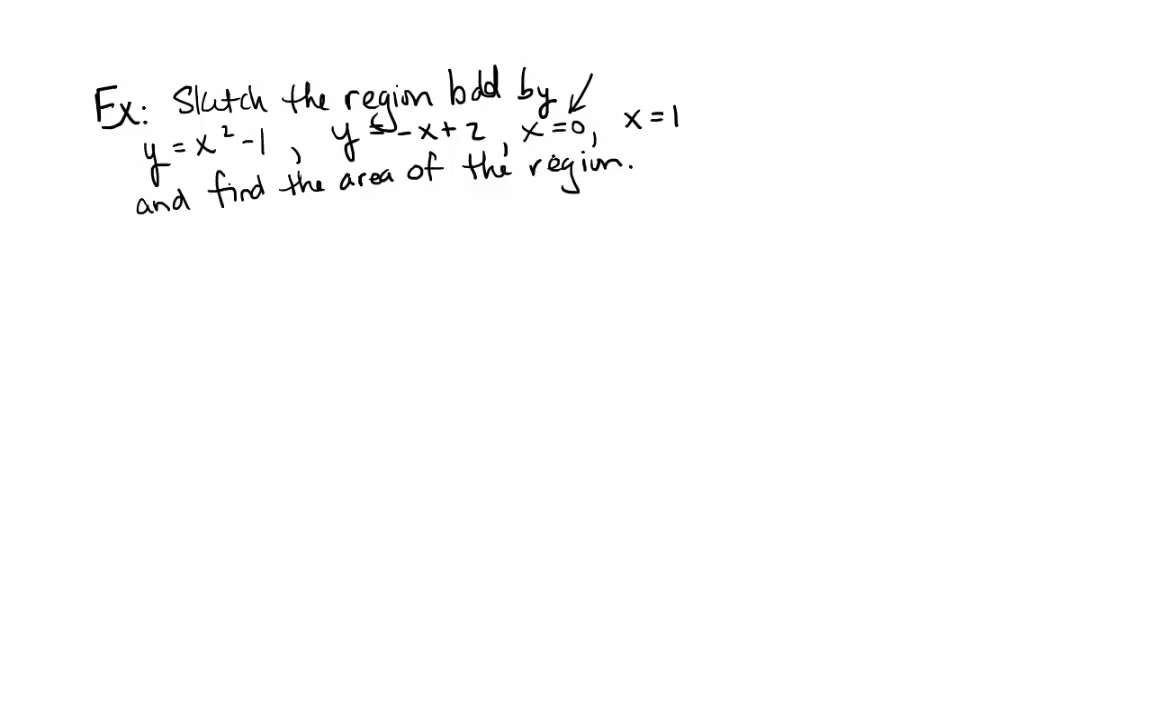 Ex: Sketch the region bdd by
y = x² - 1, y = -x + 2, x = 0, x = 1
and find the area of the region.